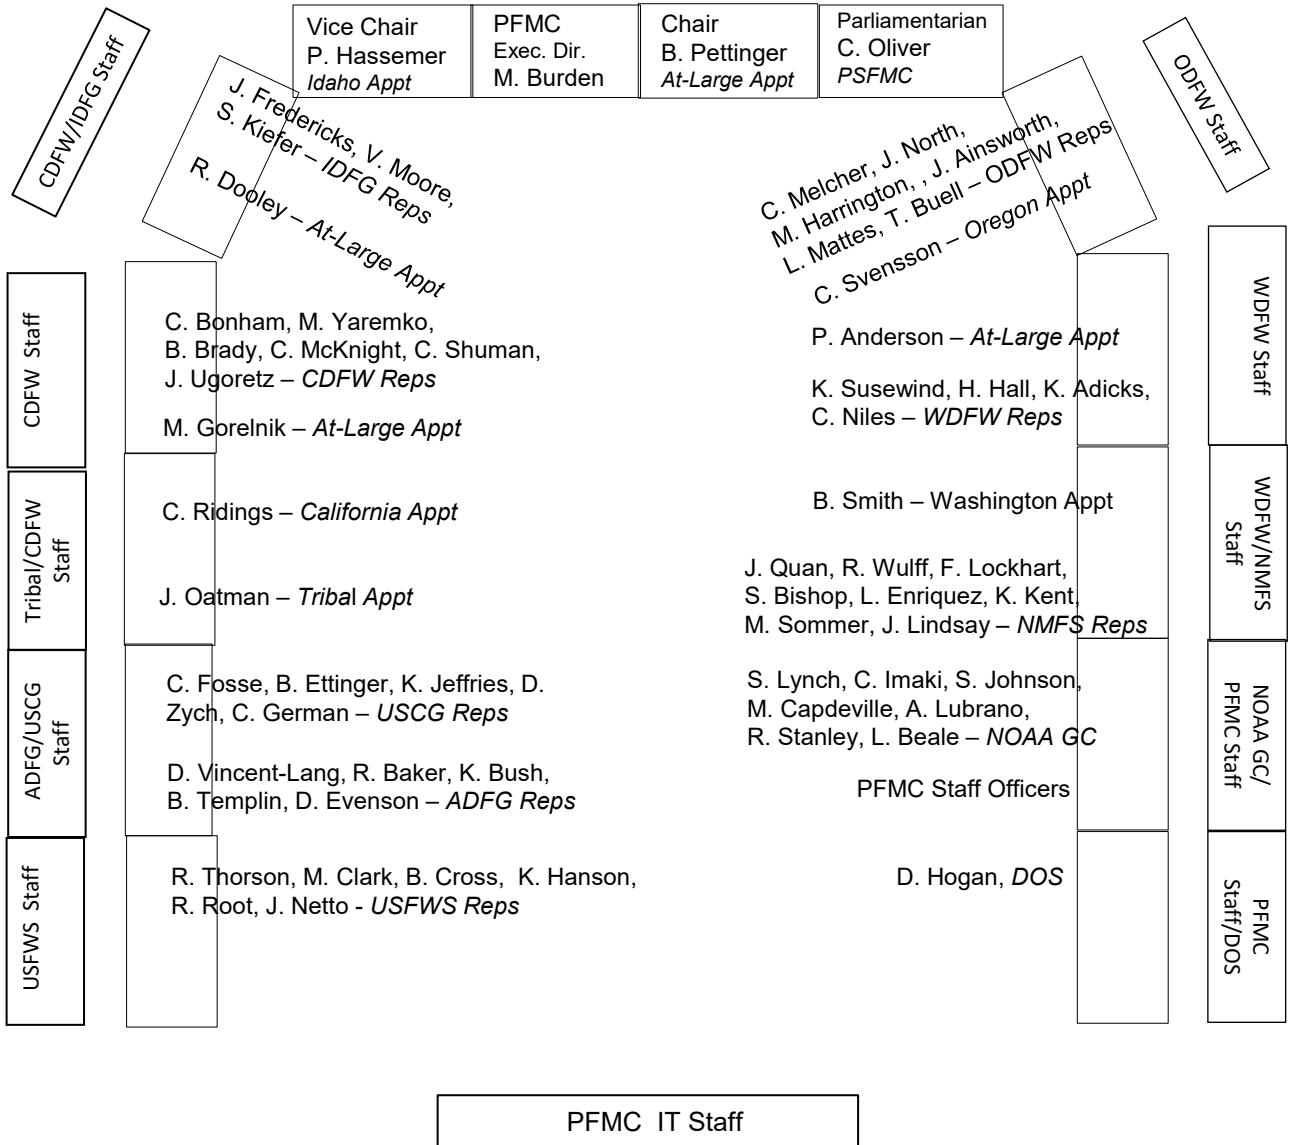 Vice Chair
P. Hassemer
Idaho Appt
PFMC
Exec. Dir.
M. Burden
Chair
B. Pettinger
At-Large Appt
Parliamentarian
C. Oliver
PSFMC
CDFW/IDFG Staff
J. Fredericks, V. Moore,
S. Kiefer – IDFG Reps
R. Dooley – At-Large Appt
C. Melcher, J. North,
M. Harrington, , J. Ainsworth,
L. Mattes, T. Buell – ODFW Reps
C. Svensson – Oregon Appt
ODFW Staff
CDFW Staff
C. Bonham, M. Yaremko,
B. Brady, C. McKnight, C. Shuman,
J. Ugoretz – CDFW Reps
M. Gorelnik – At-Large Appt
P. Anderson – At-Large Appt
K. Susewind, H. Hall, K. Adicks,
C. Niles – WDFW Reps
WDFW Staff
Tribal/CDFW
Staff
C. Ridings – California Appt
J. Oatman – Tribal Appt
B. Smith – Washington Appt
J. Quan, R. Wulff, F. Lockhart,
S. Bishop, L. Enriquez, K. Kent,
M. Sommer, J. Lindsay – NMFS Reps
WDFW/NMFS
Staff
ADFG/USCG
Staff
C. Fosse, B. Ettinger, K. Jeffries, D.
Zych, C. German – USCG Reps
D. Vincent-Lang, R. Baker, K. Bush,
B. Templin, D. Evenson – ADFG Reps
S. Lynch, C. Imaki, S. Johnson,
M. Capdeville, A. Lubrano,
R. Stanley, L. Beale – NOAA GC
PFMC Staff Officers
NOAA GC/
PFMC Staff
USFWS Staff
R. Thorson, M. Clark, B. Cross, K. Hanson,
R. Root, J. Netto - USFWS Reps
D. Hogan, DOS
PFMC
Staff/DOS
PFMC IT Staff